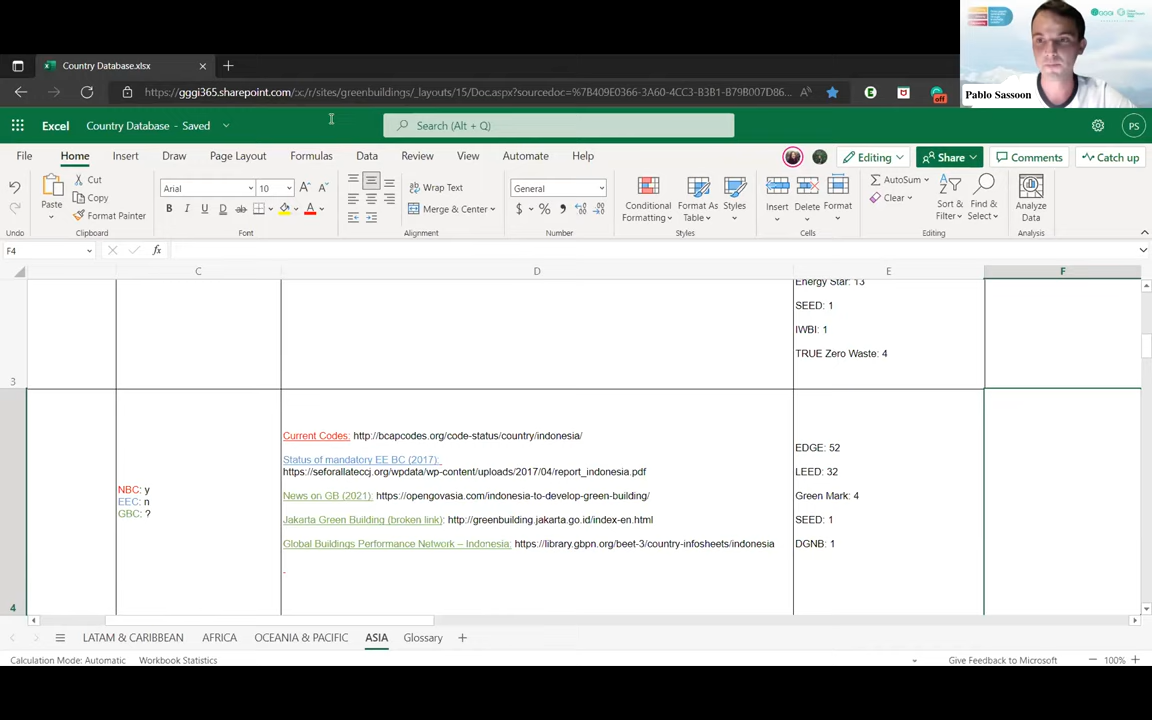 Pablo Sassoon
Country Database.xlsx
https://gggi365.sharepoint.com/:x:/r/sites/greenbuildings/_layouts/15/Doc.aspx?sourcedoc=%7B409E0366-3A60-4CC3-B3B1-B79B007D86...
Excel
Country Database - Saved
Search (Alt + Q)
PS
File
Home
Insert
Draw
Page Layout
Formulas
Data
Review
View
Automate
Help
Editing
Share
Comments
Catch up
Paste
Cut
Copy
Format Painter
Arial
10
B I U D ab
Wrap Text
Merge & Center
General
$ % 9
Conditional Formatting
Format As Table
Styles
Insert
Delete
Format
AutoSum
Clear
Sort & Filter
Find & Select
Analyze Data
Undo
Clipboard
Font
Alignment
Number
Styles
Cells
Editing
Analysis
F4
fx
C
D
E
F
Energy Star: 13
SEED: 1
IWBI: 1
TRUE Zero Waste: 4
3
NBC: y
EEC: n
GBC: ?
Current Codes: http://bcapcodes.org/code-status/country/indonesia/
Status of mandatory EE BC (2017):
https://seforallateccj.org/wpdata/wp-content/uploads/2017/04/report_indonesia.pdf
News on GB (2021): https://opengovasia.com/indonesia-to-develop-green-building/
Jakarta Green Building (broken link): http://greenbuilding.jakarta.go.id/index-en.html
Global Buildings Performance Network – Indonesia: https://library.gbpn.org/beet-3/country-infosheets/indonesia
-
EDGE: 52
LEED: 32
Green Mark: 4
SEED: 1
DGNB: 1
4
LATAM & CARIBBEAN
AFRICA
OCEANIA & PACIFIC
ASIA
Glossary
Calculation Mode: Automatic
Workbook Statistics
Give Feedback to Microsoft
100%